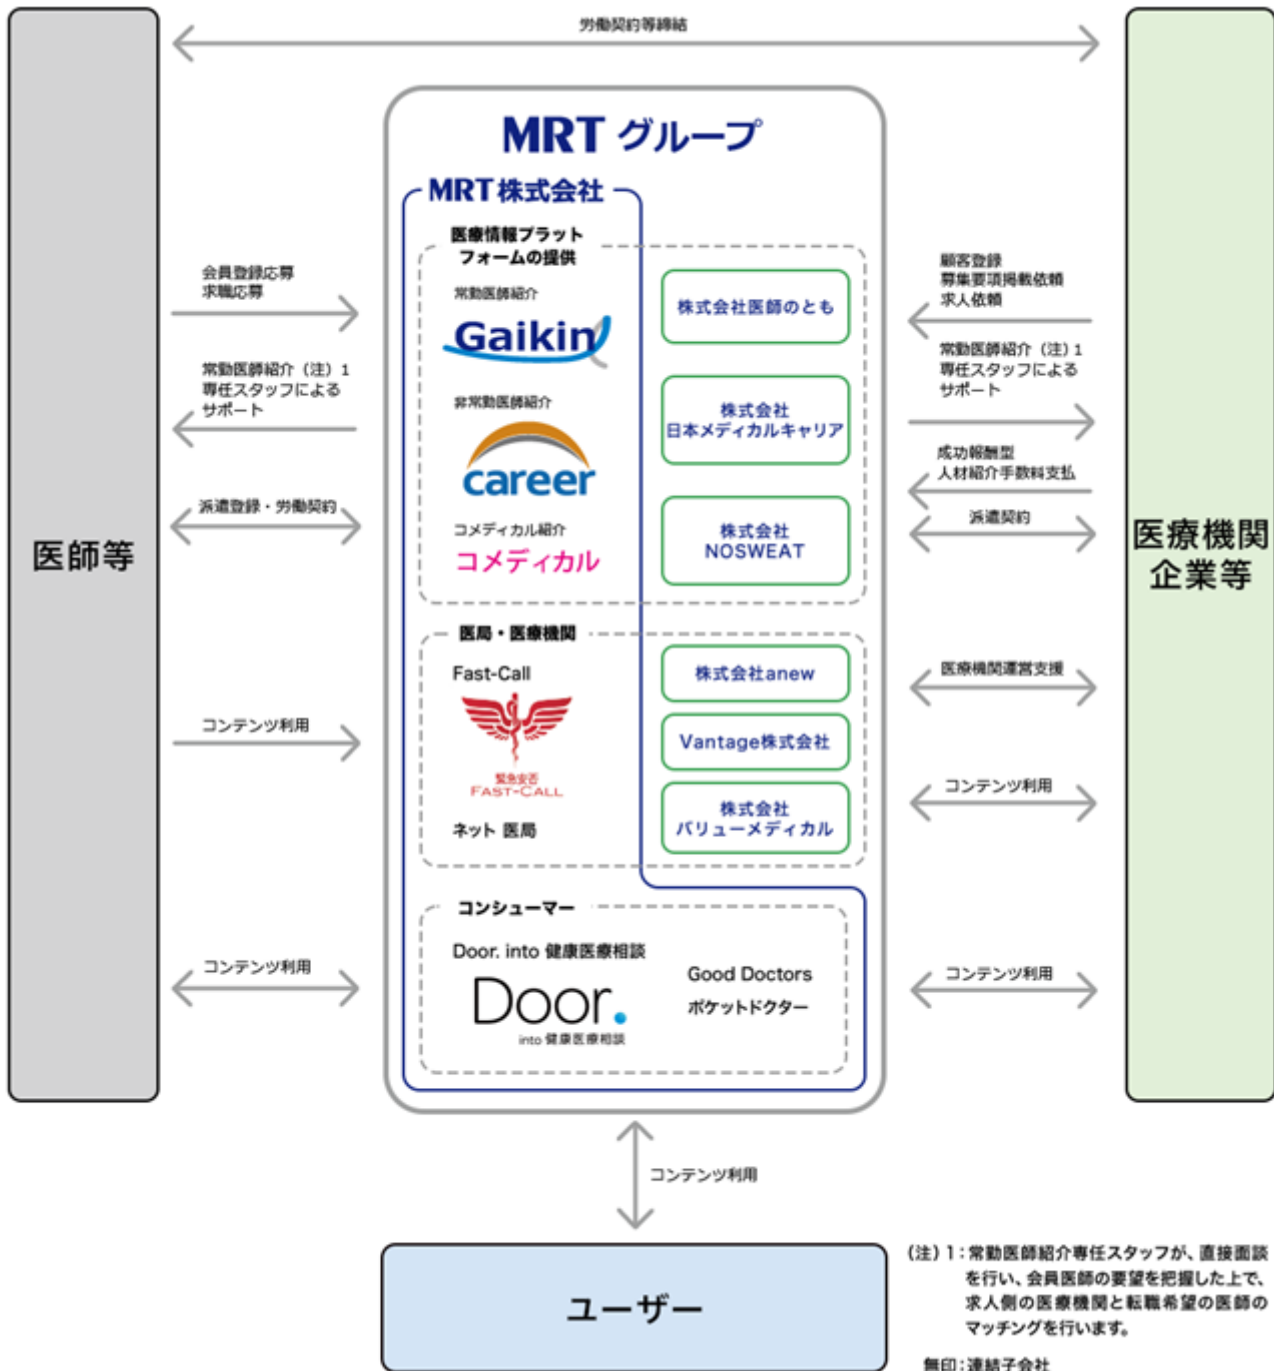 労働契約等締結
MRT グループ
MRT 株式会社
医療情報プラット
フォームの提供
常勤医師紹介
Gaikin
非常勤医師紹介
career
コメディカル紹介
コメディカル
株式会社医師のとも
株式会社
日本メディカルキャリア
株式会社
NOSWEAT
医局・医療機関
Fast-Call
緊急安否
FAST-CALL
ネット 医局
株式会社anew
Vantage株式会社
株式会社
バリューメディカル
コンシューマー
Door. into 健康医療相談
Door.
into 健康医療相談
Good Doctors
ポケットドクター
医師等
会員登録応募
求職応募
常勤医師紹介（注）1
専任スタッフによる
サポート
派遣登録・労働契約
コンテンツ利用
コンテンツ利用
医療機関
企業等
顧客登録
募集要項掲載依頼
求人依頼
常勤医師紹介（注）1
専任スタッフによる
サポート
成功報酬型
人材紹介手数料支払
派遣契約
医療機関運営支援
コンテンツ利用
コンテンツ利用
コンテンツ利用
ユーザー
(注) 1：常勤医師紹介専任スタッフが、直接面談
を行い、会員医師の要望を把握した上で、
求人側の医療機関と転職希望の医師の
マッチングを行います。
無印：連結子会社